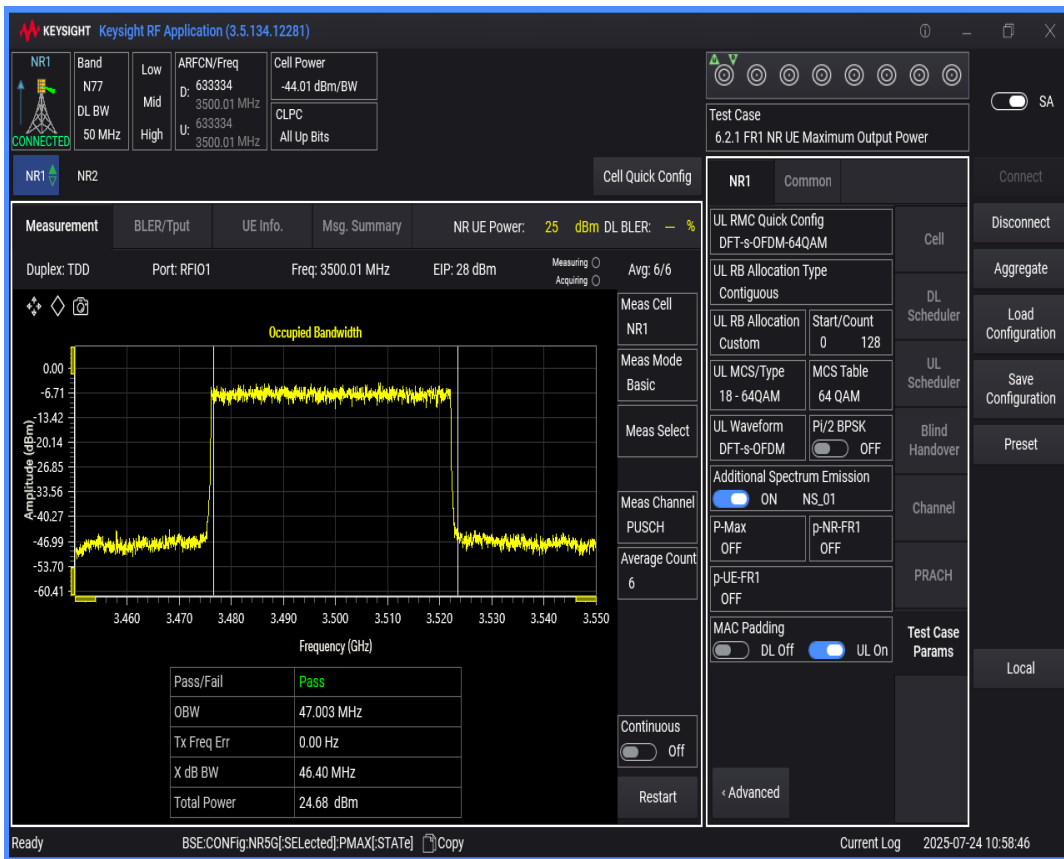 KEYSIGHT Keysight RF Application (3.5.134.12281)
NR1
CONNECTED
Band
N77
DL BW
50 MHz
Low
Mid
High
ARFCN/Freq
D: 633334
3500.01 MHz
U: 633334
3500.01 MHz
Cell Power
-44.01 dBm/BW
CLPC
All Up Bits
Test Case
6.2.1 FR1 NR UE Maximum Output Power
SA
NR1 NR2
Cell Quick Config
NR1 Common
Connect
Disconnect
Aggregate
Load
Configuration
Save
Configuration
Preset
Local
Measurement BLER/Tput UE Info. Msg. Summary NR UE Power: 25 dBm DL BLER: — %
Duplex: TDD Port: RFIO1 Freq: 3500.01 MHz EIP: 28 dBm Measuring Avg: 6/6
Acquiring
Occupied Bandwidth
Amplitude (dBm)
0.00
-6.71
-13.42
-20.14
-26.85
-33.56
-40.27
-46.99
-53.70
-60.41
3.460 3.470 3.480 3.490 3.500 3.510 3.520 3.530 3.540 3.550
Frequency (GHz)
Pass/Fail Pass
OBW 47.003 MHz
Tx Freq Err 0.00 Hz
X dB BW 46.40 MHz
Total Power 24.68 dBm
Meas Cell
NR1
Meas Mode
Basic
Meas Select
Meas Channel
PUSCH
Average Count
6
Continuous
Off
Restart
UL RMC Quick Config
DFT-s-OFDM-64QAM
UL RB Allocation Type
Contiguous
UL RB Allocation
Custom
Start/Count
0 128
UL MCS/Type
18 - 64QAM
MCS Table
64 QAM
UL Waveform
DFT-s-OFDM
Pi/2 BPSK
OFF
Additional Spectrum Emission
ON NS_01
P-Max
OFF
p-NR-FR1
OFF
p-UE-FR1
OFF
MAC Padding
DL Off UL On
‹ Advanced
Cell
DL
Scheduler
UL
Scheduler
Blind
Handover
Channel
PRACH
Test Case
Params
Ready BSE:CONFig:NR5G[:SELected]:PMAX[:STATe] Copy Current Log 2025-07-24 10:58:46